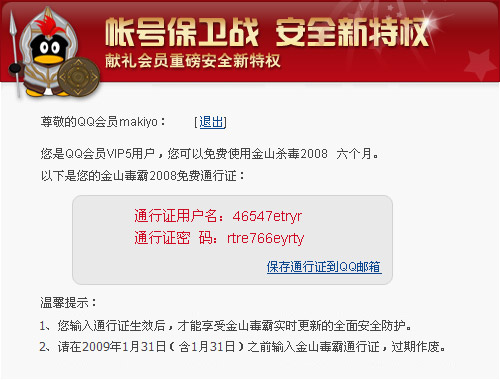 帐号保卫战 安全新特权
献礼会员重磅安全新特权
尊敬的QQ会员makiyo： [退出]
您是QQ会员VIP5用户，您可以免费使用金山杀毒2008 六个月。
以下是您的金山毒霸2008免费通行证：
通行证用户名：46547etryr
通行证密 码：rtre766eyrty
保存通行证到QQ邮箱
温馨提示：
1、您输入通行证生效后，才能享受金山毒霸实时更新的全面安全防护。
2、请在2009年1月31日（含1月31日）之前输入金山毒霸通行证，过期作废。